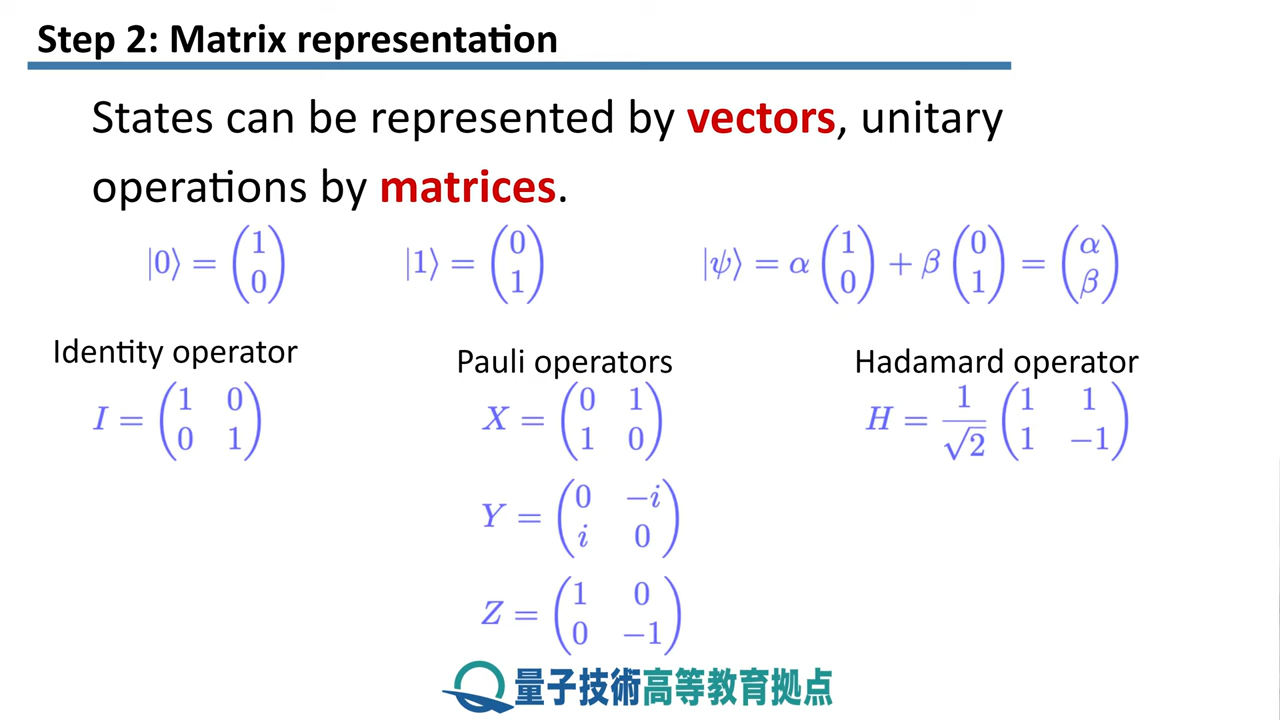 Step 2: Matrix representation
States can be represented by vectors, unitary
operations by matrices.
|0⟩ = (1 0) |1⟩ = (0 1) |ψ⟩ = α (1 0) + β (0 1) = (α β)
Identity operator
Pauli operators
Hadamard operator
I = (1 0 0 1)
X = (0 1 1 0)
H = 1/√2 (1 1 1 −1)
Y = (0 −i i 0)
Z = (1 0 0 −1)
量子技術高等教育拠点